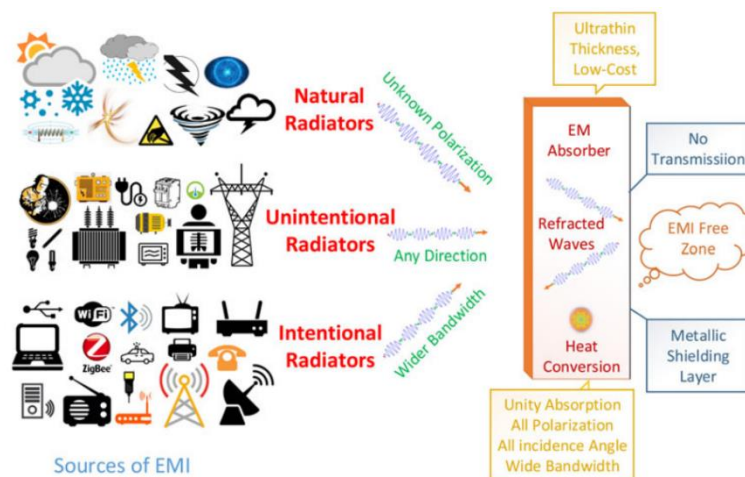 Natural
Radiators
Unintentional
Radiators
WiFi
ZigBee
Intentional
Radiators
Sources of EMI
Unknown Polarization
Any Direction
Wider Bandwidth
Ultrathin
Thickness,
Low-Cost
EM
Absorber
Refracted
Waves
Heat
Conversion
No
Transmissiion
EMI Free
Zone
Metallic
Shielding
Layer
Unity Absorption
All Polarization
All incidence Angle
Wide Bandwidth